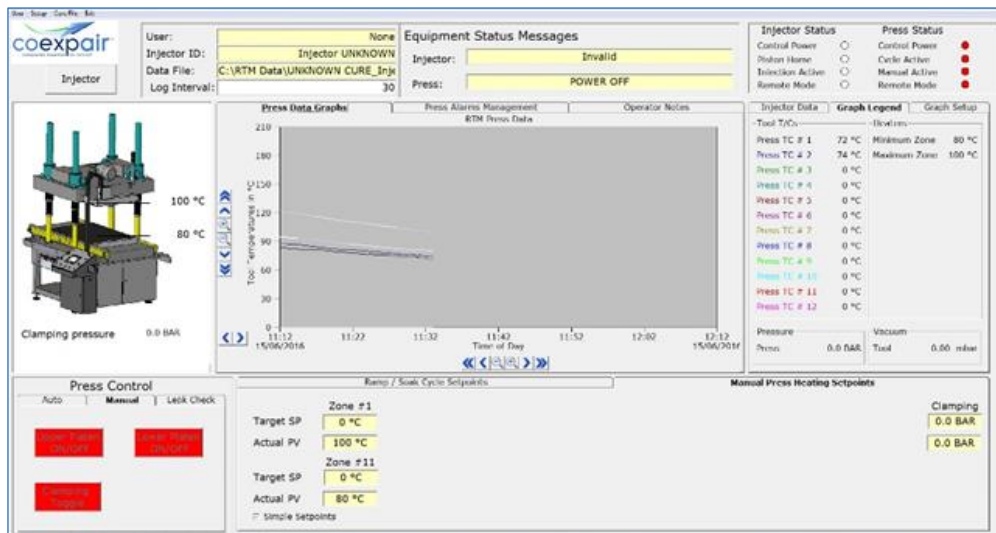 View Setup Cure/File Exit
coexpair
Injector
User: None
Injector ID: Injector UNKNOWN
Data File: C:\RTM Data\UNKNOWN CURE_Inje
Log Interval: 30
Equipment Status Messages
Injector: Invalid
Press: POWER OFF
Injector Status Press Status
Control Power Control Power
Piston Home Cycle Active
Injection Active Manual Active
Remote Mode Remote Mode
100 °C
80 °C
Clamping pressure 0.0 BAR
Press Data Graphs Press Alarms Management Operator Notes
RTM Press Data
Tool Temperatures in °C
210
180
150
120
90
60
30
0
11:12 11:22 11:32 11:42 11:52 12:02 12:12
15/06/2016 Time of Day 15/06/2016
Injector Data Graph Legend Graph Setup
Tool T/Cs
Press TC # 1 72 °C Minimum Zone 80 °C
Press TC # 2 74 °C Maximum Zone 100 °C
Press TC # 3 0 °C
Press TC # 4 0 °C
Press TC # 5 0 °C
Press TC # 6 0 °C
Press TC # 7 0 °C
Press TC # 8 0 °C
Press TC # 9 0 °C
Press TC # 10 0 °C
Press TC # 11 0 °C
Press TC # 12 0 °C
Pressure Vacuum
Press 0.0 BAR Tool 0.00 mbar
Press Control
Auto Manual Leak Check
Upper Platen ON/OFF
Lower Platen ON/OFF
Clamping Toggle
Ramp / Soak Cycle Setpoints Manual Press Heating Setpoints
Zone #1 Clamping
Target SP 0 °C 0.0 BAR
Actual PV 100 °C 0.0 BAR
Zone #11
Target SP 0 °C
Actual PV 80 °C
Simple Setpoints